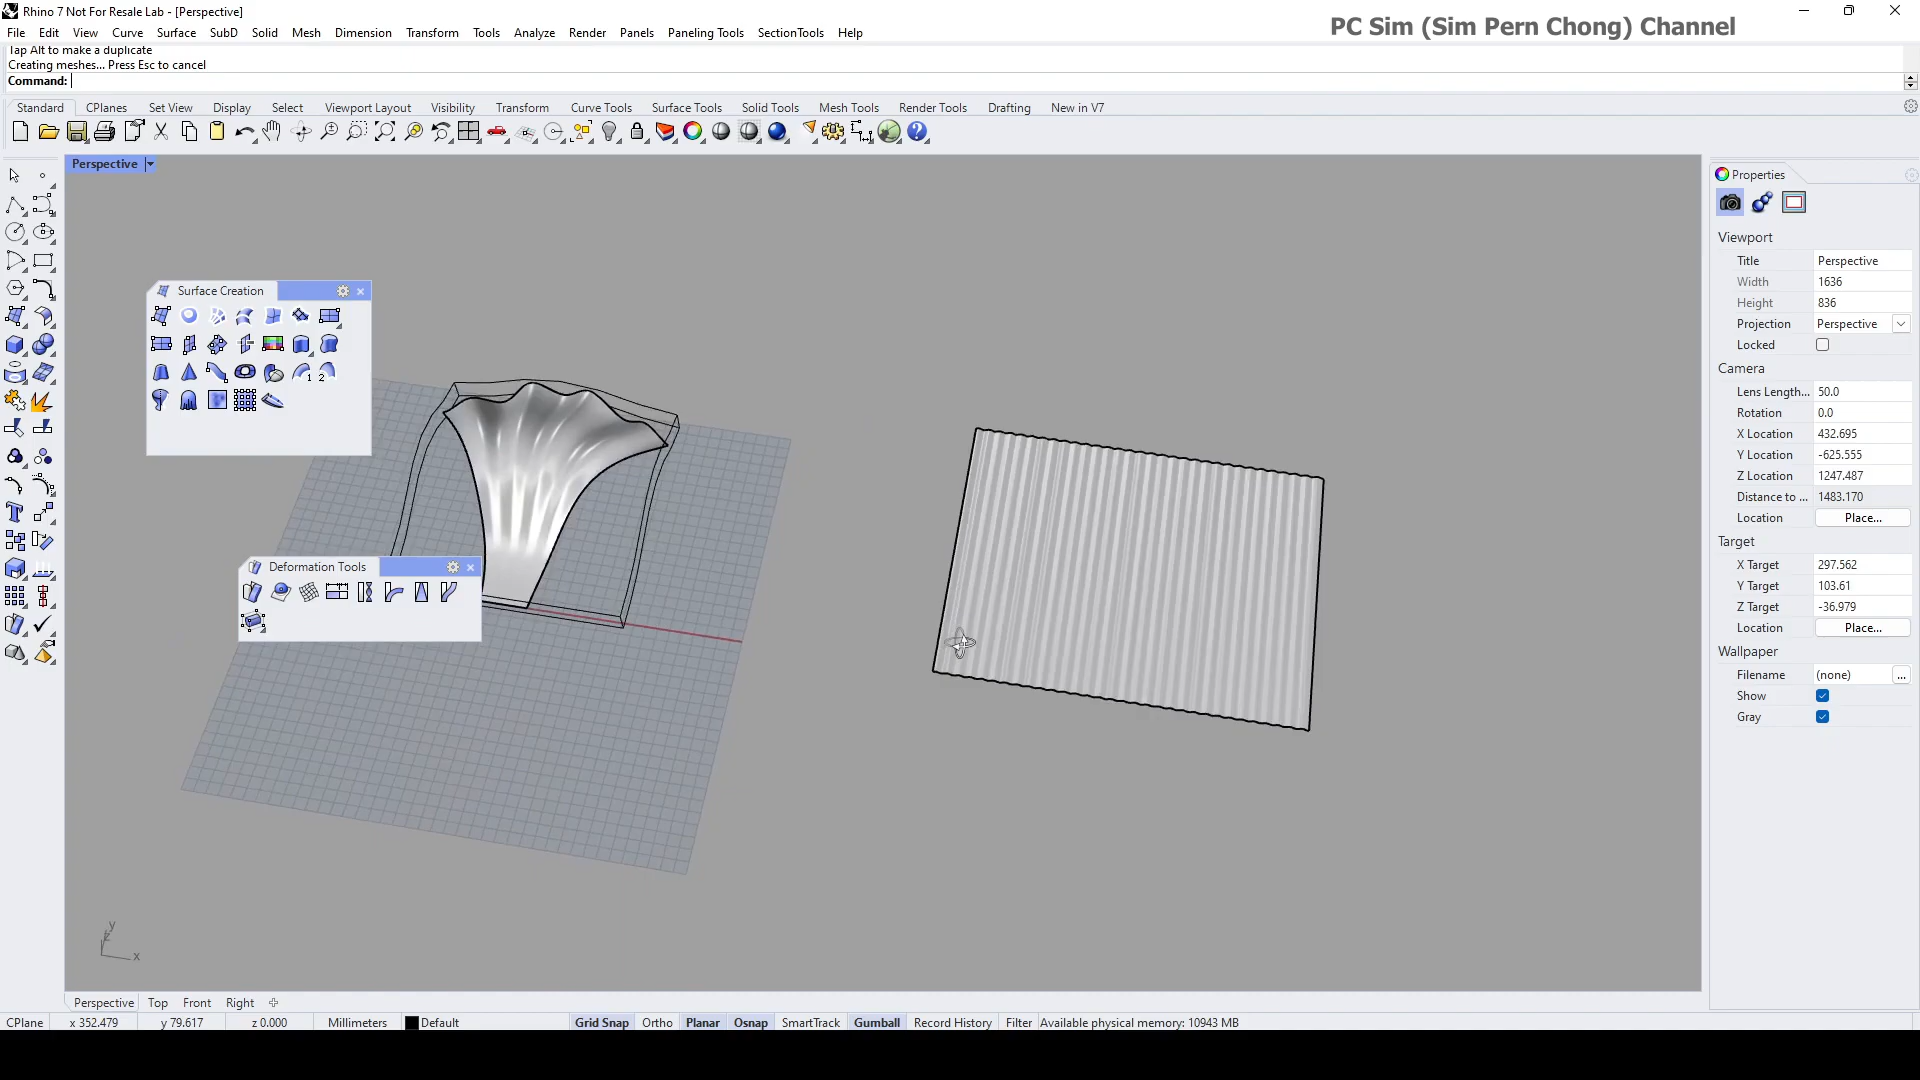 Rhino 7 Not For Resale Lab - [Perspective]
PC Sim (Sim Pern Chong) Channel
File Edit View Curve Surface SubD Solid Mesh Dimension Transform Tools Analyze Render Panels Paneling Tools SectionTools Help
Tap Alt to make a duplicate
Creating meshes... Press Esc to cancel
Command:
Standard CPlanes Set View Display Select Viewport Layout Visibility Transform Curve Tools Surface Tools Solid Tools Mesh Tools Render Tools Drafting New in V7
Perspective
Properties
Viewport
Title Perspective
Width 1636
Height 836
Projection Perspective
Locked
Camera
Lens Length... 50.0
Rotation 0.0
X Location 432.695
Y Location -625.555
Z Location 1247.487
Distance to ... 1483.170
Location Place...
Target
X Target 297.562
Y Target 103.61
Z Target -36.979
Location Place...
Wallpaper
Filename (none) ...
Show
Gray
Surface Creation
1 2
Deformation Tools
y
z
x
Perspective Top Front Right
CPlane x 352.479 y 79.617 z 0.000 Millimeters Default Grid Snap Ortho Planar Osnap SmartTrack Gumball Record History Filter Available physical memory: 10943 MB